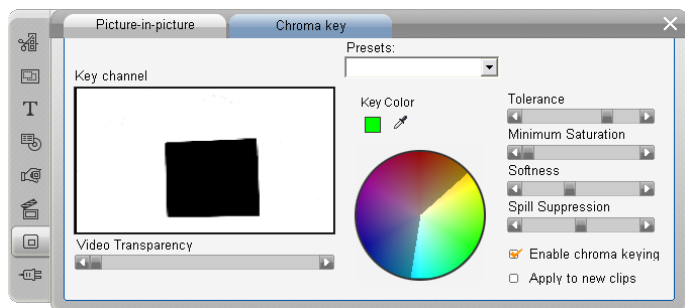 Picture-in-picture
Chroma key
Presets:
Key channel
Key Color
Tolerance
Minimum Saturation
Softness
Spill Suppression
Video Transparency
Enable chroma keying
Apply to new clips
T